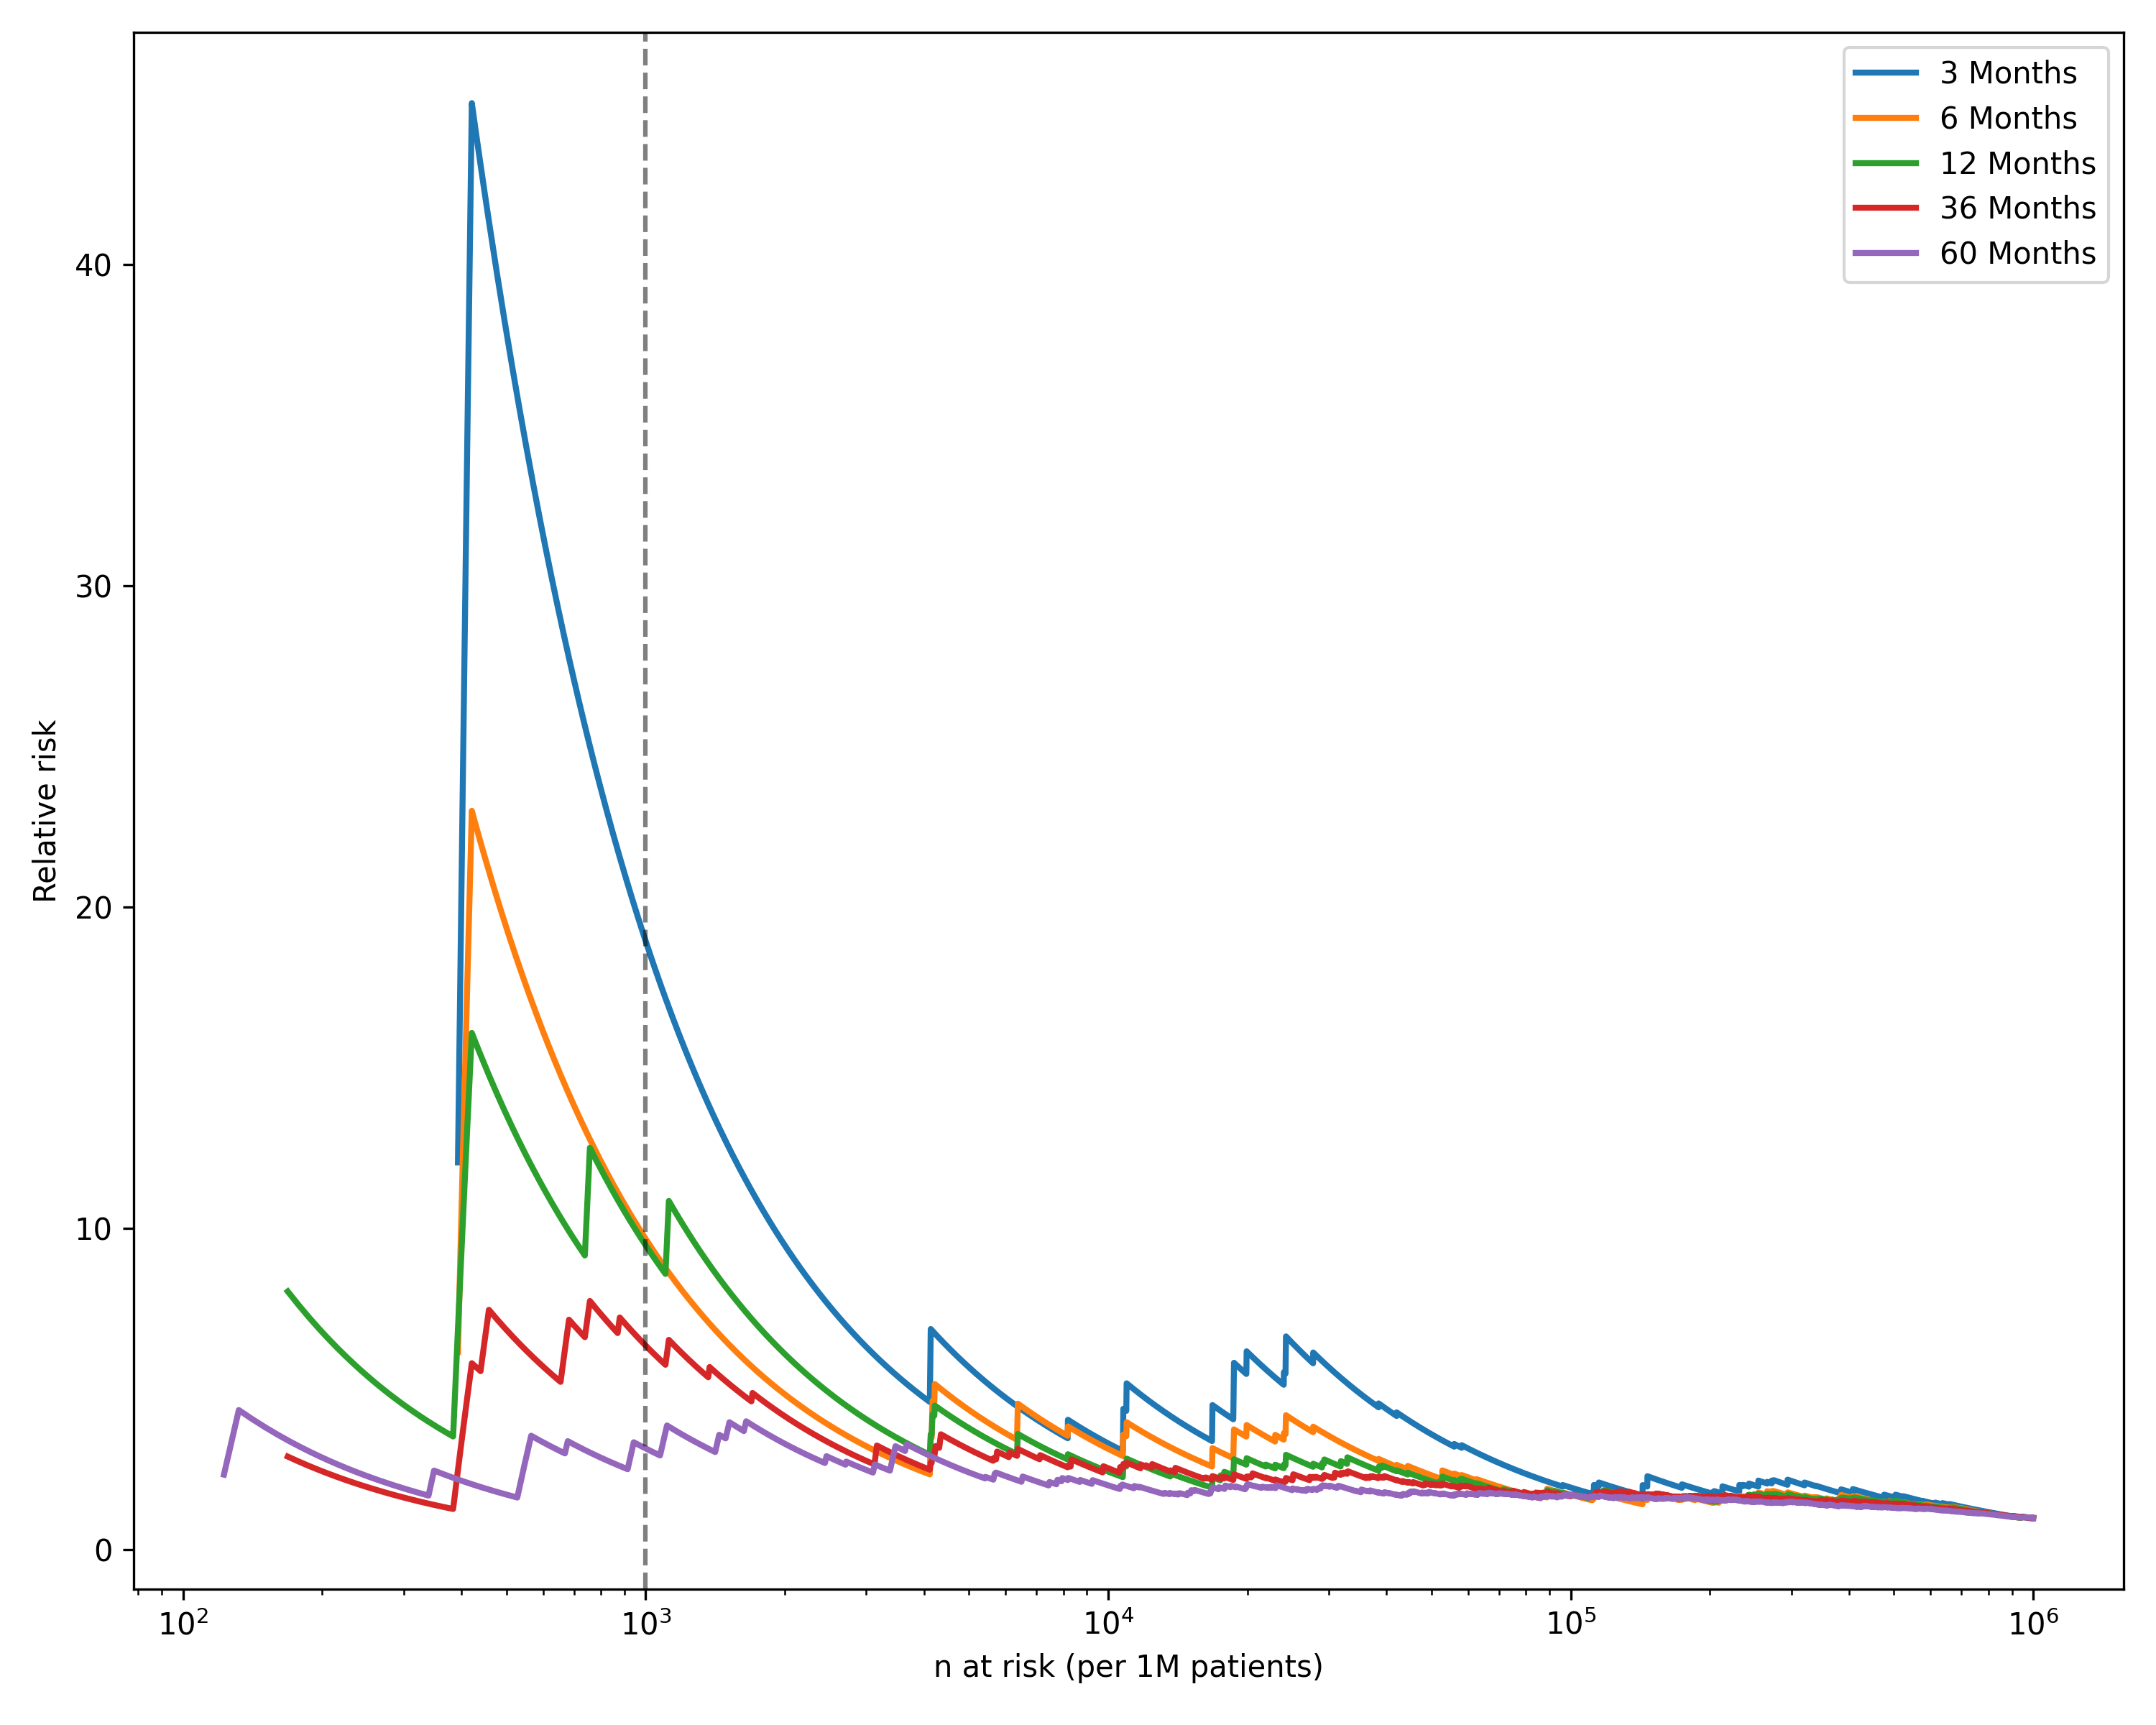 3 Months
6 Months
12 Months
36 Months
60 Months
40
30
20
10
0
Relative risk
10² 10³ 10⁴ 10⁵ 10⁶
n at risk (per 1M patients)